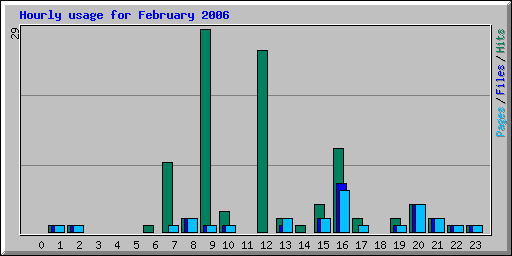 Hourly usage for February 2006
29
Pages/Files/Hits
0 1 2 3 4 5 6 7 8 9 10 11 12 13 14 15 16 17 18 19 20 21 22 23